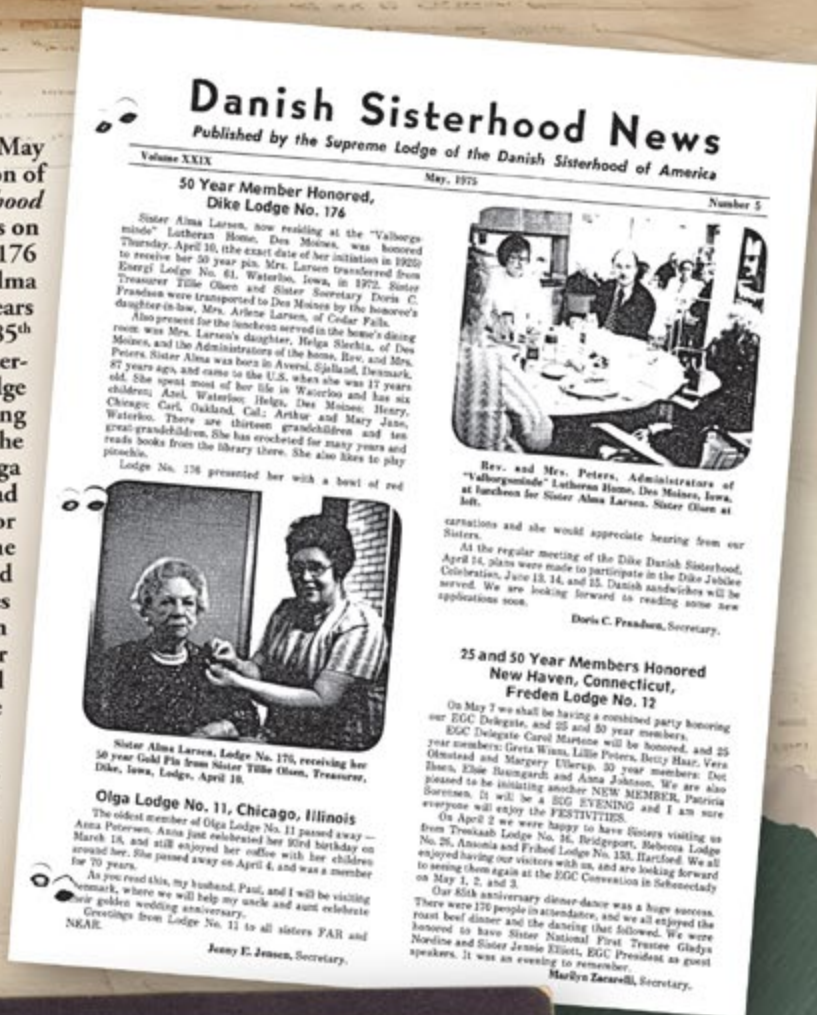 May
on of
hood
s on
176
lma
ears
85th
er-
lge
ng
he
ga
nd
or
ne
d
s
n
r
l
e
Danish Sisterhood News
Published by the Supreme Lodge of the Danish Sisterhood of America
Volume XXIX
May, 1975
Number 5
50 Year Member Honored,
Dike Lodge No. 176
Sister Alma Larsen, now residing at the "Valborgs-
minde" Lutheran Home, Des Moines, was honored
Thursday, April 10, (the exact date of her initiation in 1925)
to receive her 50 year pin. Mrs. Larsen transferred from
Energi Lodge No. 61, Waterloo, Iowa, in 1972. Sister
Treasurer Tillie Olsen and Sister Secretary Doris C.
Frandsen were transported to Des Moines by the honoree's
daughter-in-law, Mrs. Arlene Larsen, of Cedar Falls.
Also present for the luncheon served in the home's dining
room was Mrs. Larsen's daughter, Helga Slechta, of Des
Moines, and the Administrators of the home, Rev. and Mrs.
Peters. Sister Alma was born in Aversi, Sjalland, Denmark,
87 years ago, and came to the U.S. when she was 17 years
old. She spent most of her life in Waterloo and has six
children; Axel, Waterloo; Helga, Des Moines; Henry,
Chicago; Carl, Oakland, Cal.; Arthur and Mary Jane,
Waterloo. There are thirteen grandchildren and ten
great-grandchildren. She has crocheted for many years and
reads books from the library there. She also likes to play
pinochle.
Lodge No. 176 presented her with a bowl of red
Sister Alma Larsen, Lodge No. 176, receiving her
50 year Gold Pin from Sister Tillie Olsen, Treasurer,
Dike, Iowa, Lodge, April 10.
Olga Lodge No. 11, Chicago, Illinois
The oldest member of Olga Lodge No. 11 passed away —
Anna Petersen. Anna just celebrated her 93rd birthday on
March 18, and still enjoyed her coffee with her children
around her. She passed away on April 4, and was a member
for 70 years.
As you read this, my husband, Paul, and I will be visiting
Denmark, where we will help my uncle and aunt celebrate
their golden wedding anniversary.
Greetings from Lodge No. 11 to all sisters FAR and
NEAR.
Jenny E. Jensen, Secretary.
Rev. and Mrs. Peters, Administrators of
"Valborgsminde" Lutheran Home, Des Moines, Iowa,
at luncheon for Sister Alma Larsen. Sister Olsen at
left.
carnations and she would appreciate hearing from our
Sisters.
At the regular meeting of the Dike Danish Sisterhood,
April 14, plans were made to participate in the Dike Jubilee
Celebration, June 13, 14, and 15. Danish sandwiches will be
served. We are looking forward to reading some new
applications soon.
Doris C. Frandsen, Secretary.
25 and 50 Year Members Honored
New Haven, Connecticut,
Freden Lodge No. 12
On May 7 we shall be having a combined party honoring
our EGC Delegate, and 25 and 50 year members.
EGC Delegate Carol Martone will be honored, and 25
year members: Greta Winn, Lillie Peters, Betty Haar, Vera
Olmstead and Margery Ullerup. 50 year members: Dot
Ibsen, Elsie Baumgardt and Anna Johnson. We are also
pleased to be initiating another NEW MEMBER, Patricia
Sorensen. It will be a BIG EVENING and I am sure
everyone will enjoy the FESTIVITIES.
On April 2 we were happy to have Sisters visiting us
from Troskaab Lodge No. 16, Bridgeport, Rebecca Lodge
No. 26, Ansonia and Frihed Lodge No. 153, Hartford. We all
enjoyed having our visitors with us, and are looking forward
to seeing them again at the EGC Convention in Schenectady
on May 1, 2, and 3.
Our 85th anniversary dinner-dance was a huge success.
There were 170 people in attendance, and we all enjoyed the
roast beef dinner and the dancing that followed. We were
honored to have Sister National First Trustee Gladys
Nordine and Sister Jennie Elliott, EGC President as guest
speakers. It was an evening to remember.
Marilyn Zacarelli, Secretary.